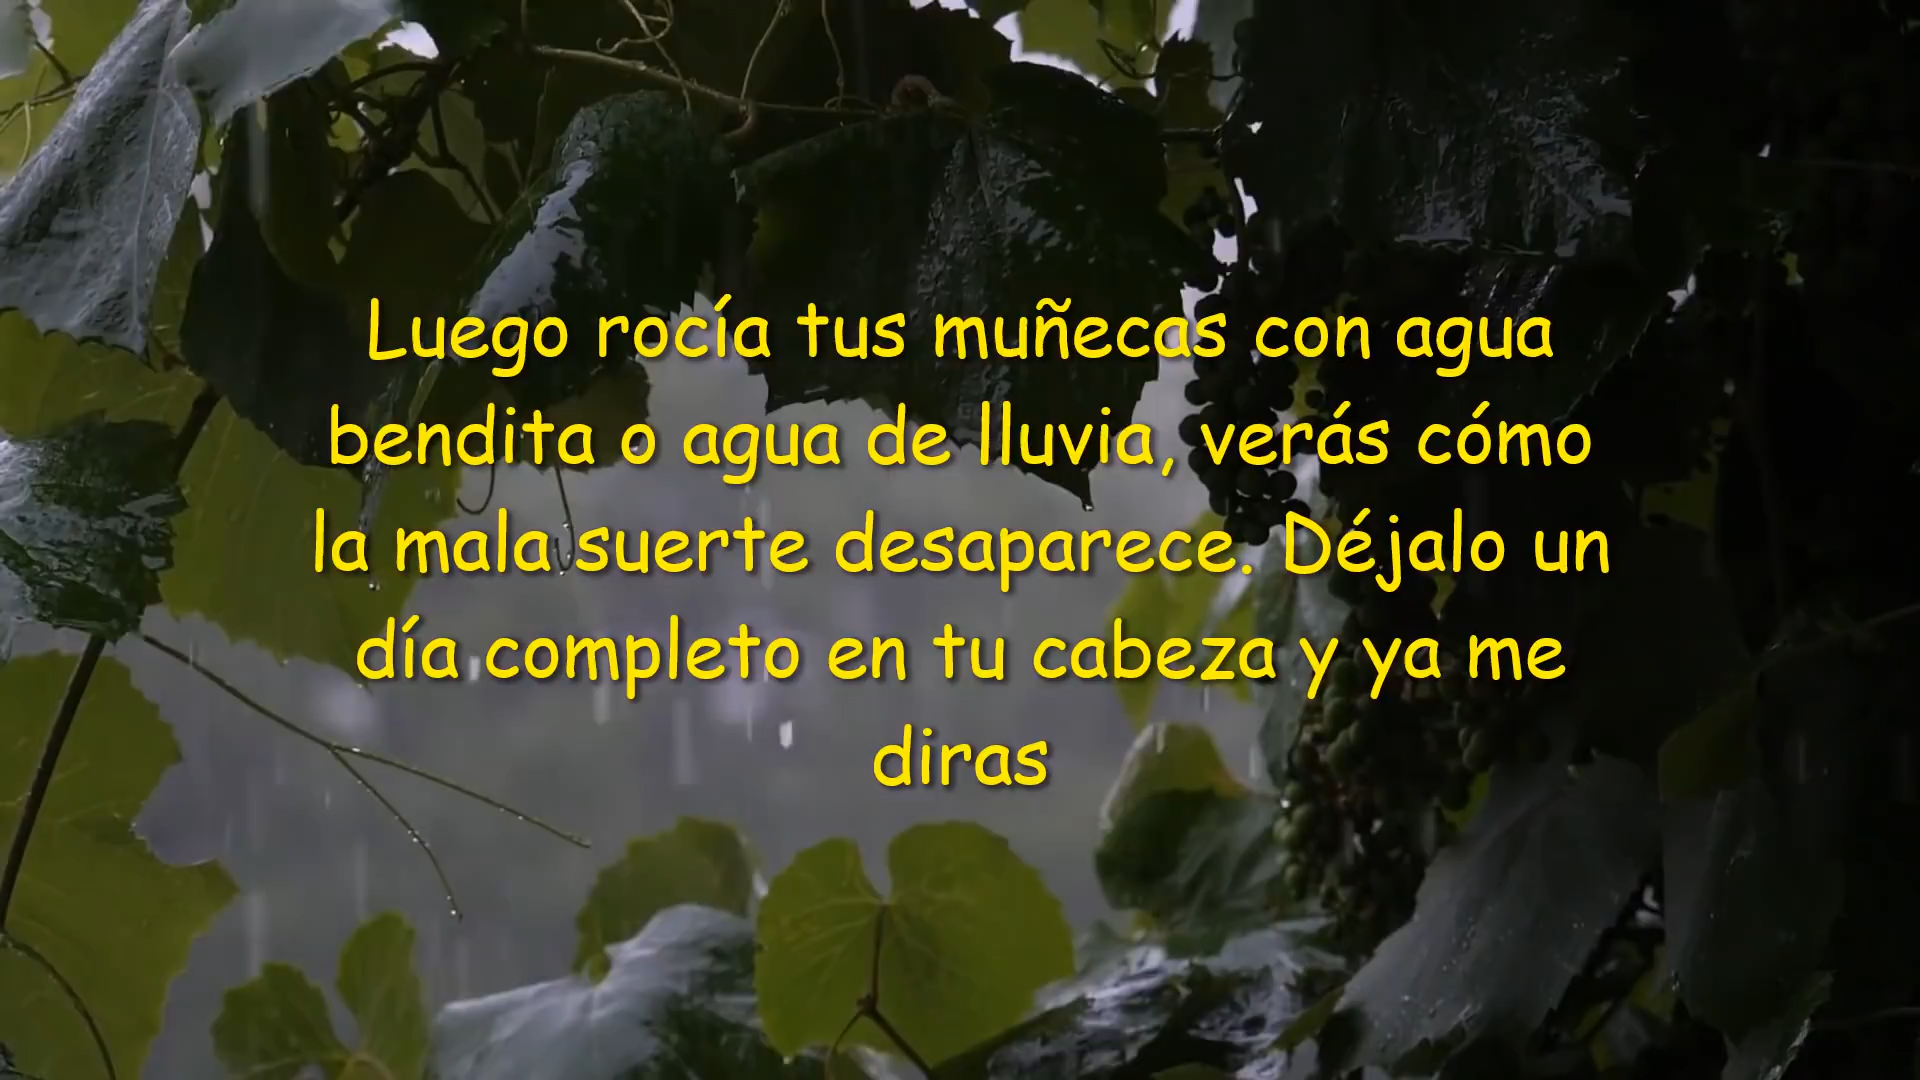 Luego rocía tus muñecas con agua
bendita o agua de lluvia, verás cómo
la mala suerte desaparece. Déjalo un
día completo en tu cabeza y ya me
diras